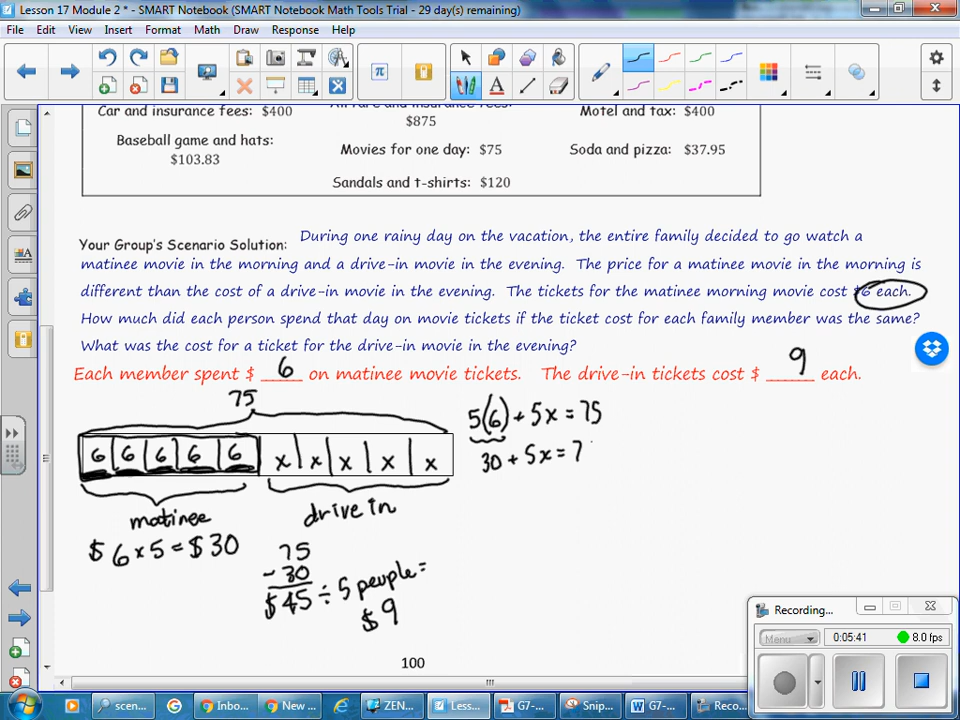 Lesson 17 Module 2 * - SMART Notebook (SMART Notebook Math Tools Trial - 29 day(s) remaining)
File Edit View Insert Format Math Draw Response Help
Car and insurance fees: $400
$875
Motel and tax: $400
Baseball game and hats:
$103.83
Movies for one day: $75
Soda and pizza: $37.95
Sandals and t-shirts: $120
Your Group's Scenario Solution: During one rainy day on the vacation, the entire family decided to go watch a
matinee movie in the morning and a drive-in movie in the evening. The price for a matinee movie in the morning is
different than the cost of a drive-in movie in the evening. The tickets for the matinee morning movie cost $6 each.
How much did each person spend that day on movie tickets if the ticket cost for each family member was the same?
What was the cost for a ticket for the drive-in movie in the evening?
Each member spent $ 6 on matinee movie tickets. The drive-in tickets cost $ 9 each.
75
5(6) + 5x = 75
6 6 6 6 6 x x x x x
30 + 5x = 7
matinee
drive in
$ 6 x 5 = $ 30
75
- 30
$ 45 ÷ 5 people =
$ 9
100
Recording...
Menu
0:05:41
8.0 fps
scen...
Inbo...
New ...
ZEN...
Less...
G7-...
Snip...
G7-...
Reco...